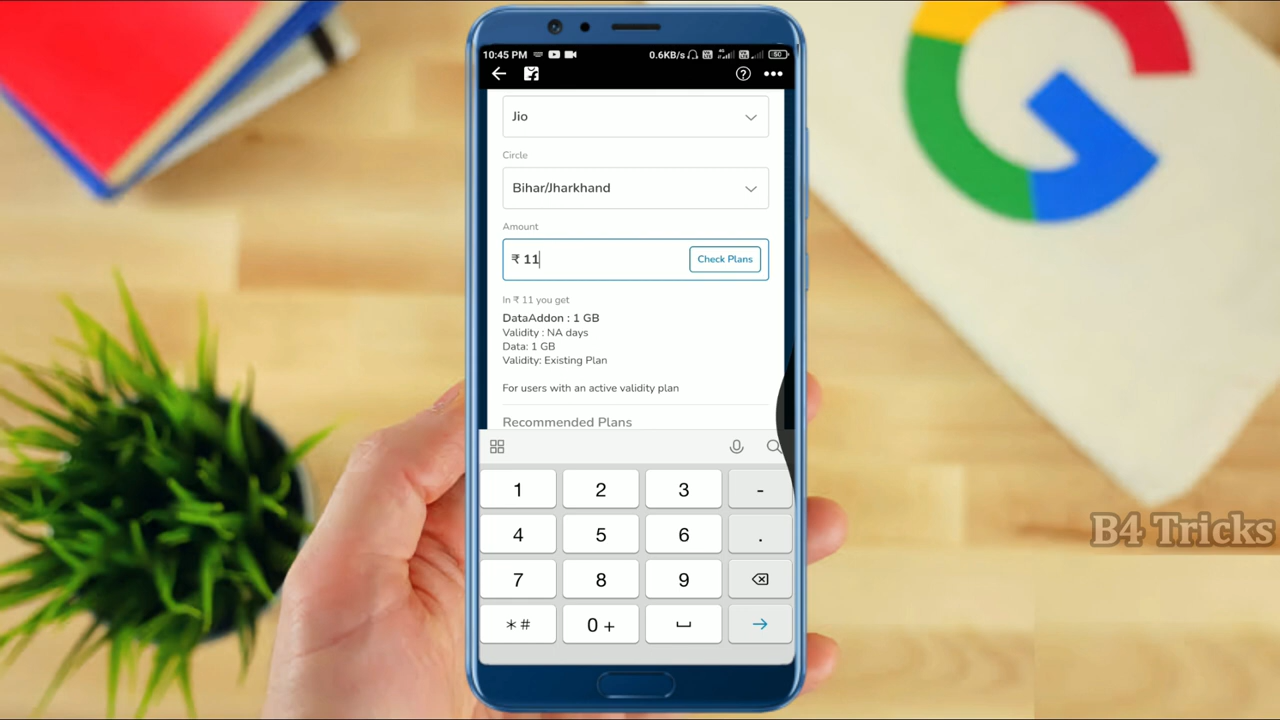 10:45 PM 0.6KB/s 4G 50
Jio
Circle
Bihar/Jharkhand
Amount
₹ 11 Check Plans
In ₹ 11 you get
DataAddon : 1 GB
Validity : NA days
Data: 1 GB
Validity: Existing Plan
For users with an active validity plan
Recommended Plans
1 2 3 -
4 5 6 .
7 8 9
*# 0 +
B4 Tricks